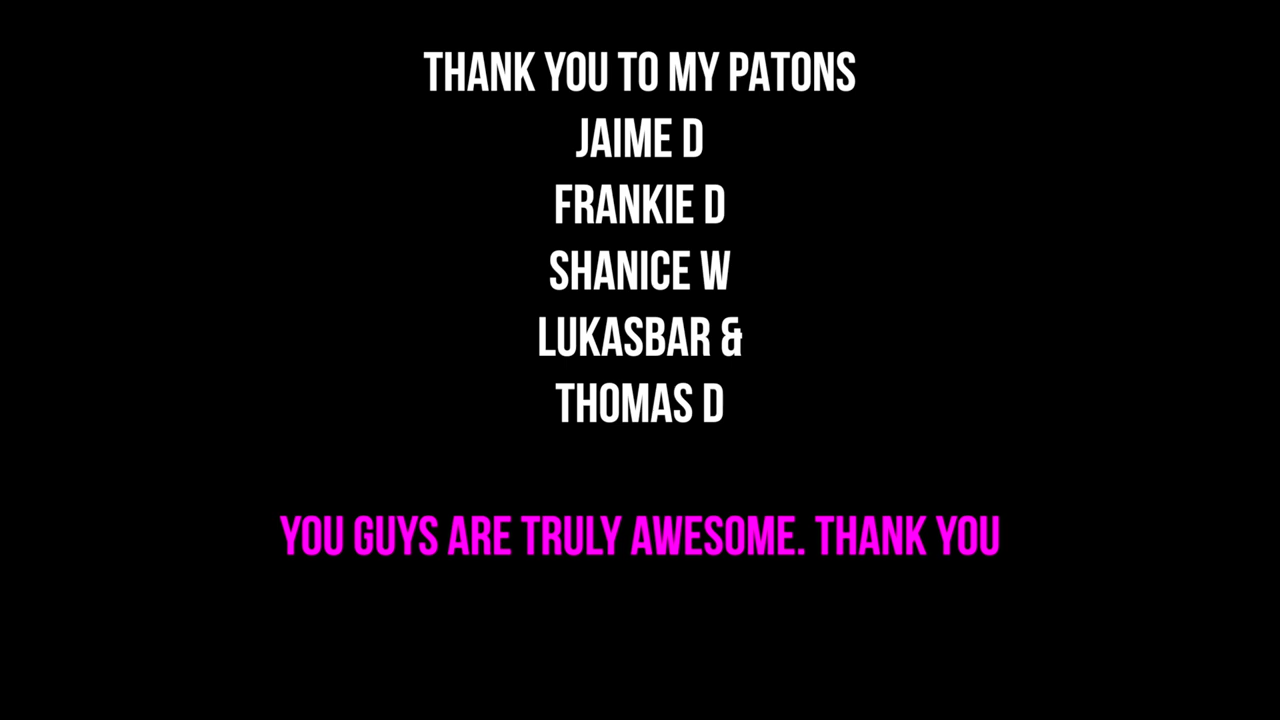 THANK YOU TO MY PATONS
JAIME D
FRANKIE D
SHANICE W
LUKASBAR &
THOMAS D
YOU GUYS ARE TRULY AWESOME. THANK YOU